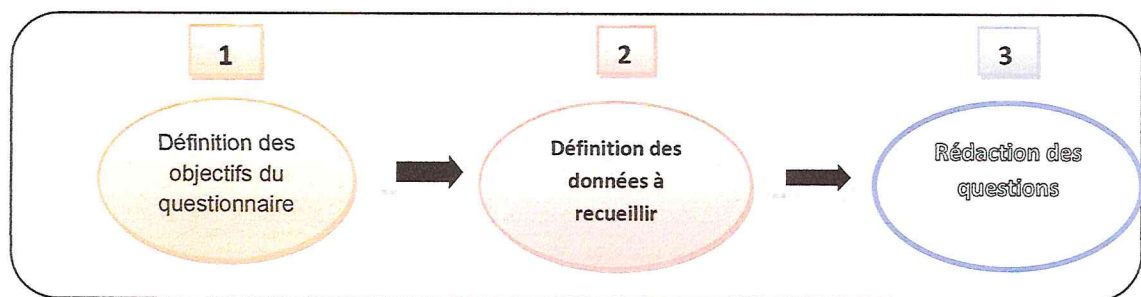 1
Définition des
objectifs du
questionnaire
2
Définition des
données à
recueillir
3
Rédaction des
questions